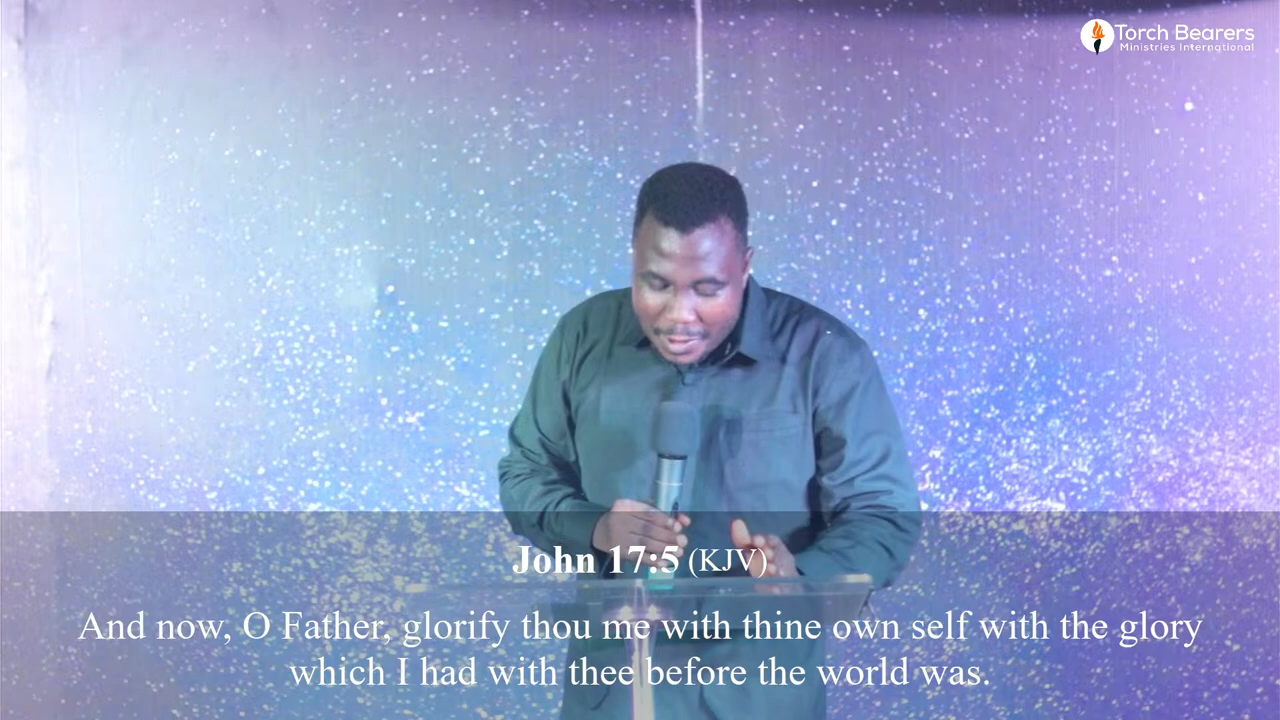 Torch Bearers
Ministries International
John 17:5 (KJV)
And now, O Father, glorify thou me with thine own self with the glory
which I had with thee before the world was.